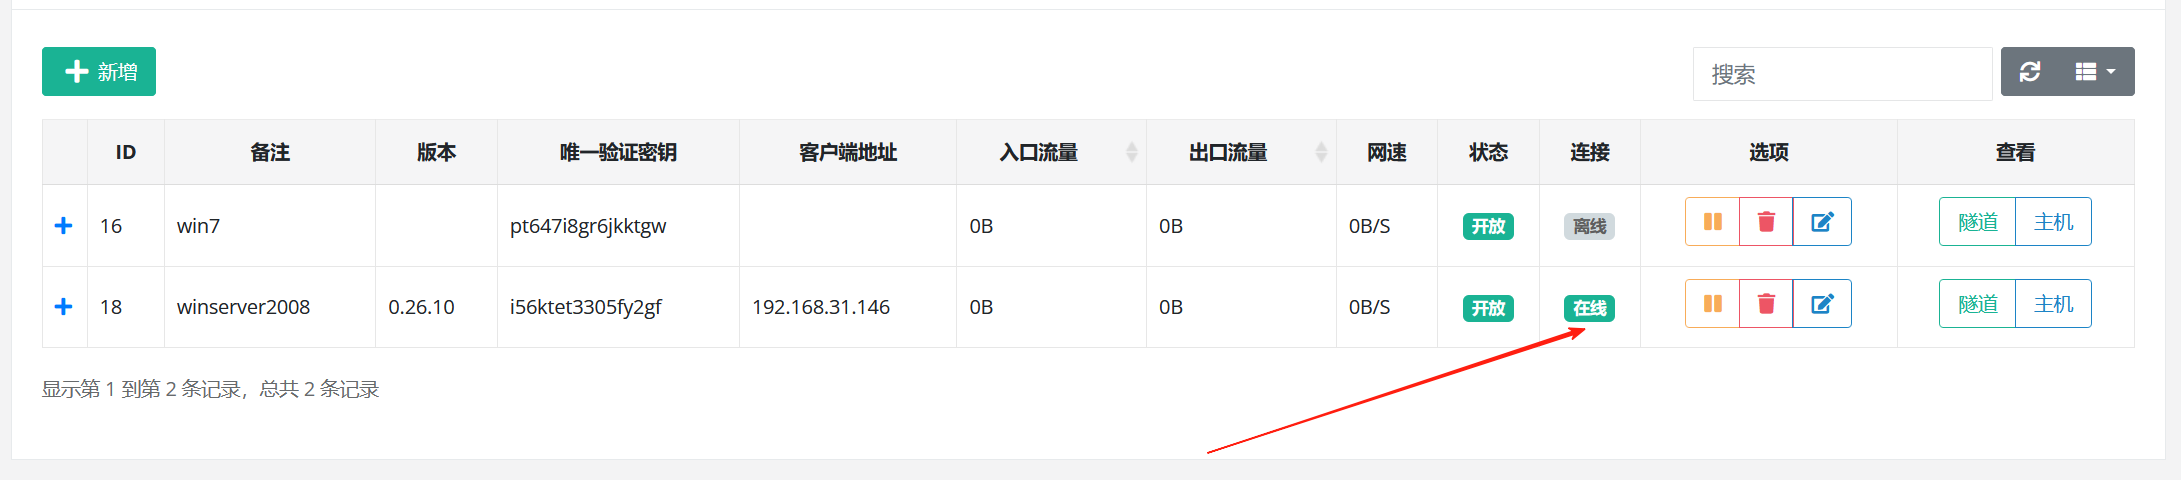 新增
搜索
ID 备注 版本 唯一验证密钥 客户端地址 入口流量 出口流量 网速 状态 连接 选项 查看
16 win7 pt647i8gr6jkktgw 0B 0B 0B/S 开放 离线 隧道 主机
18 winserver2008 0.26.10 i56ktet3305fy2gf 192.168.31.146 0B 0B 0B/S 开放 在线 隧道 主机
显示第 1 到第 2 条记录，总共 2 条记录